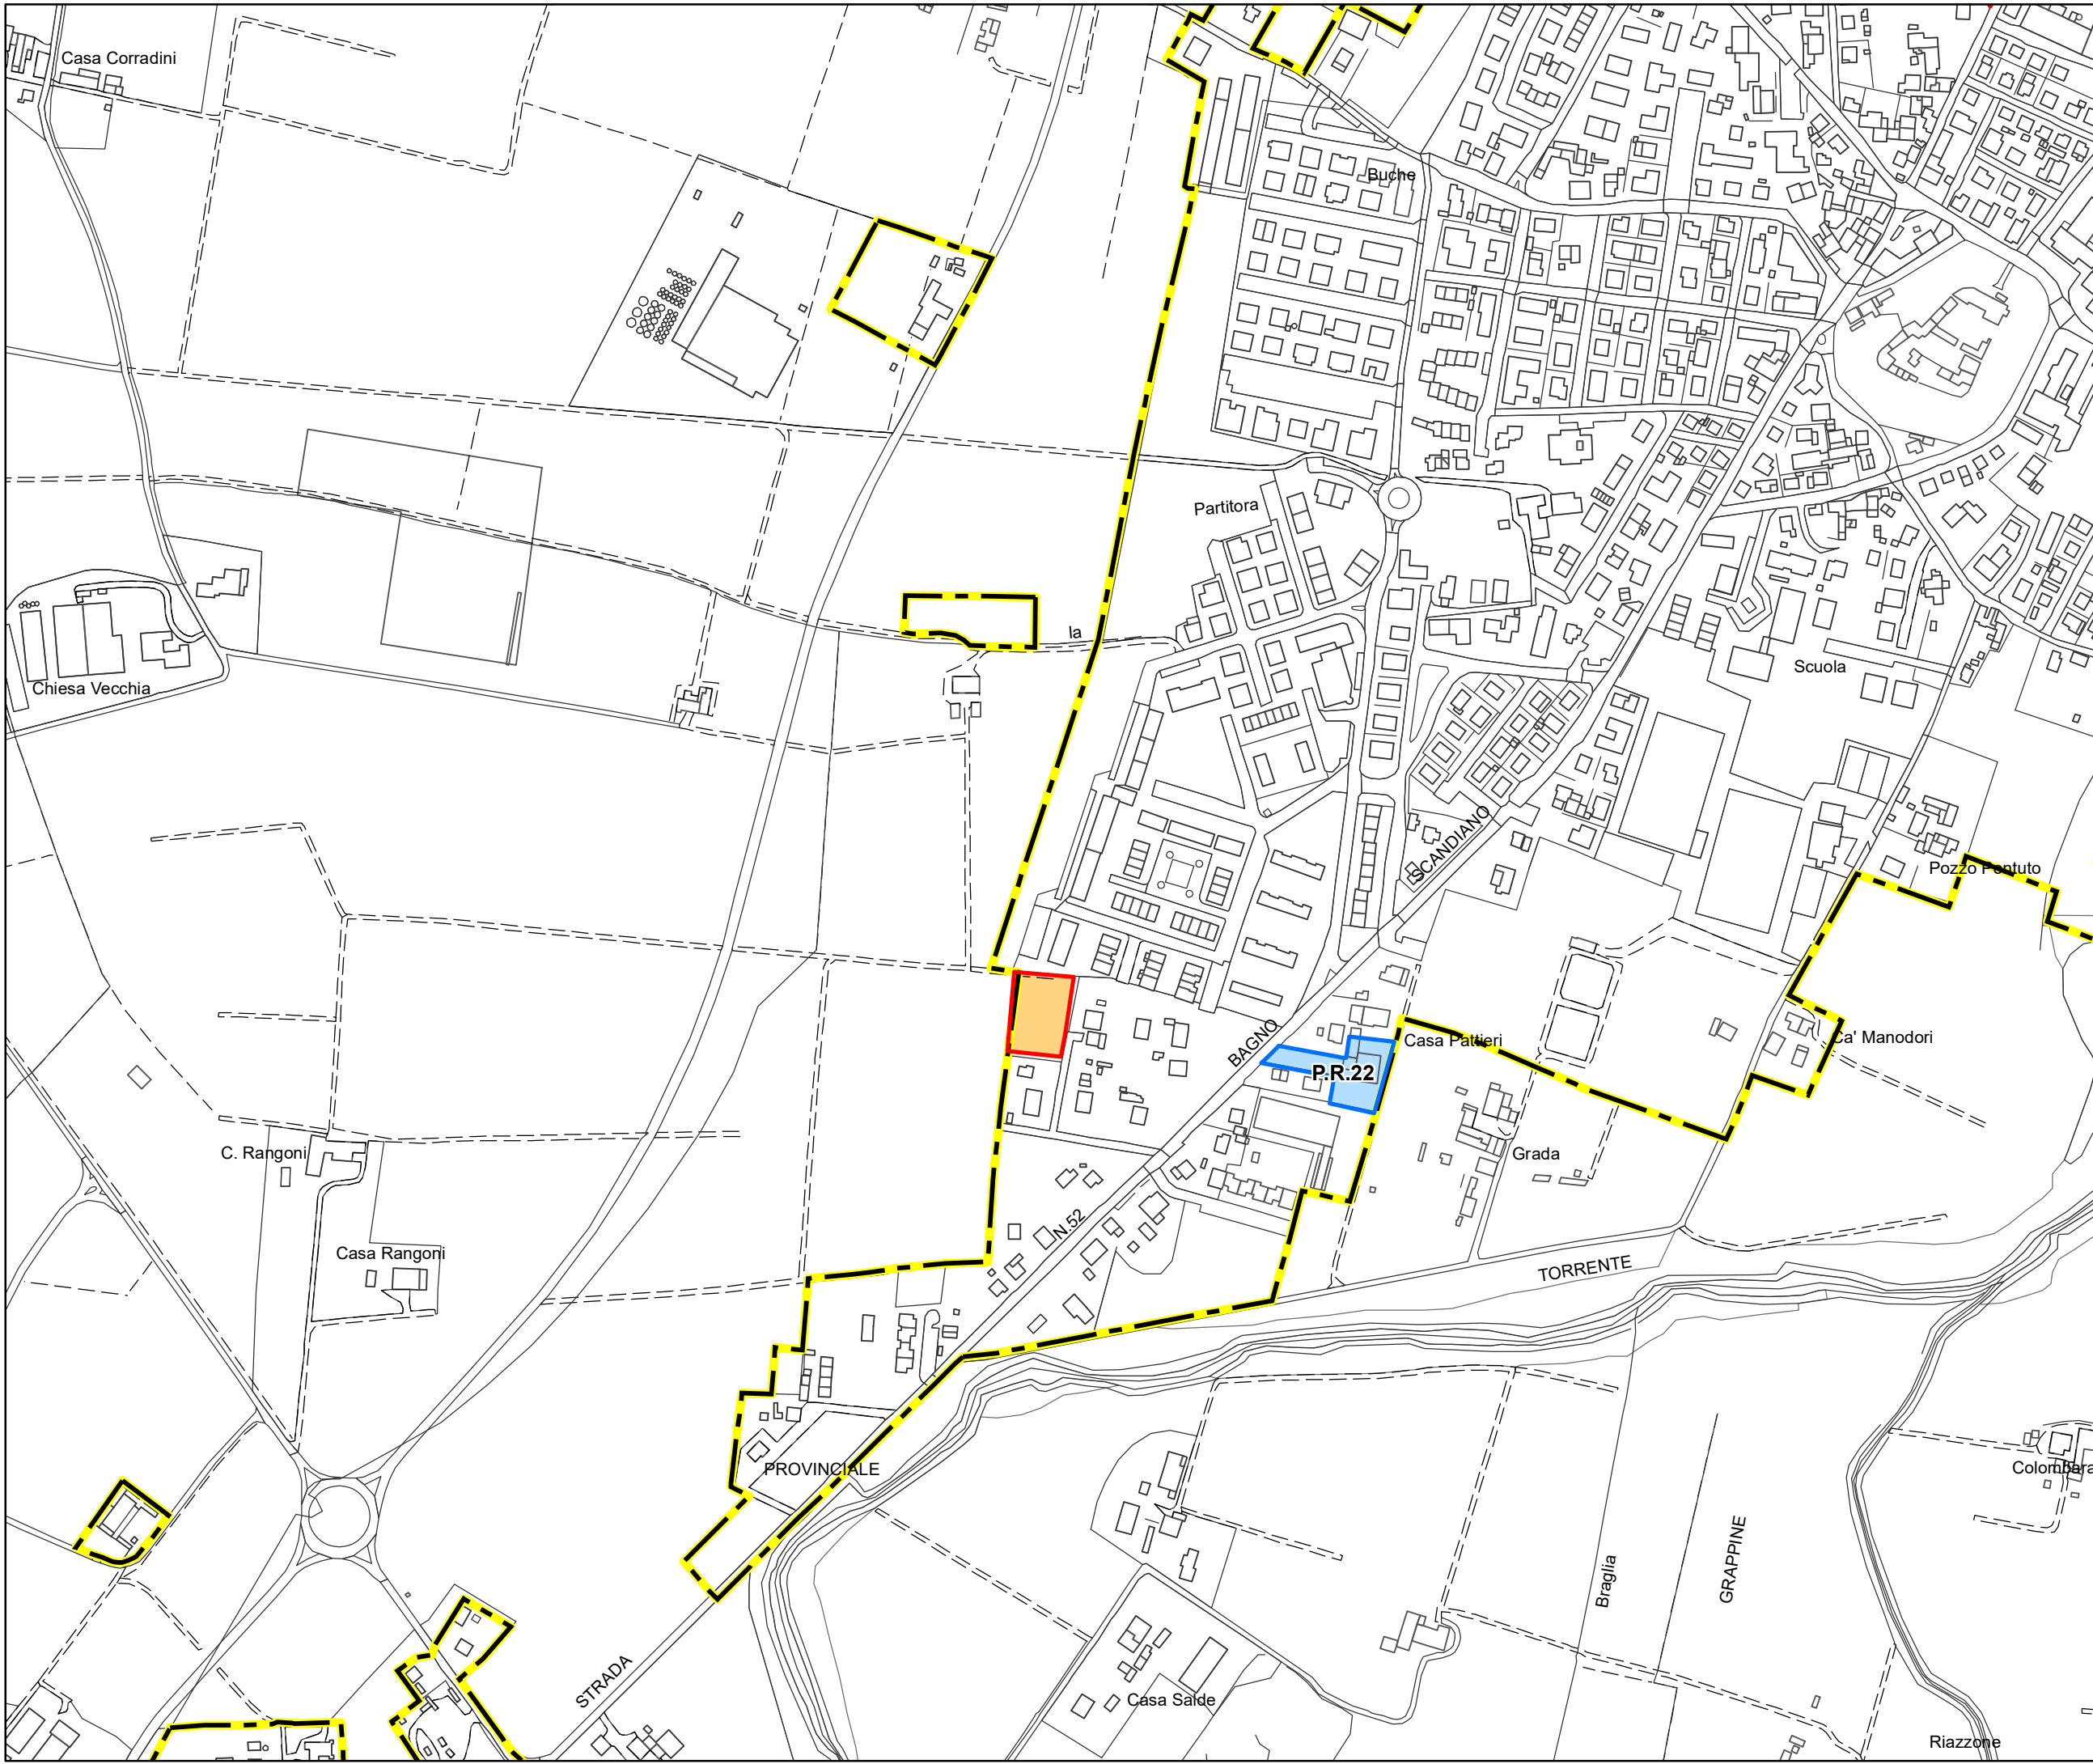 Casa Corradini
Buche
Partitora
la
Scuola
Chiesa Vecchia
SCANDIANO
Pozzo Pontuto
BAGNO
Casa Pattieri
Ca' Manodori
P.R.22
C. Rangoni
Grada
N.52
Casa Rangoni
TORRENTE
PROVINCIALE
Colombara
GRAPPINE
Braglia
STRADA
Casa Salde
Riazzone